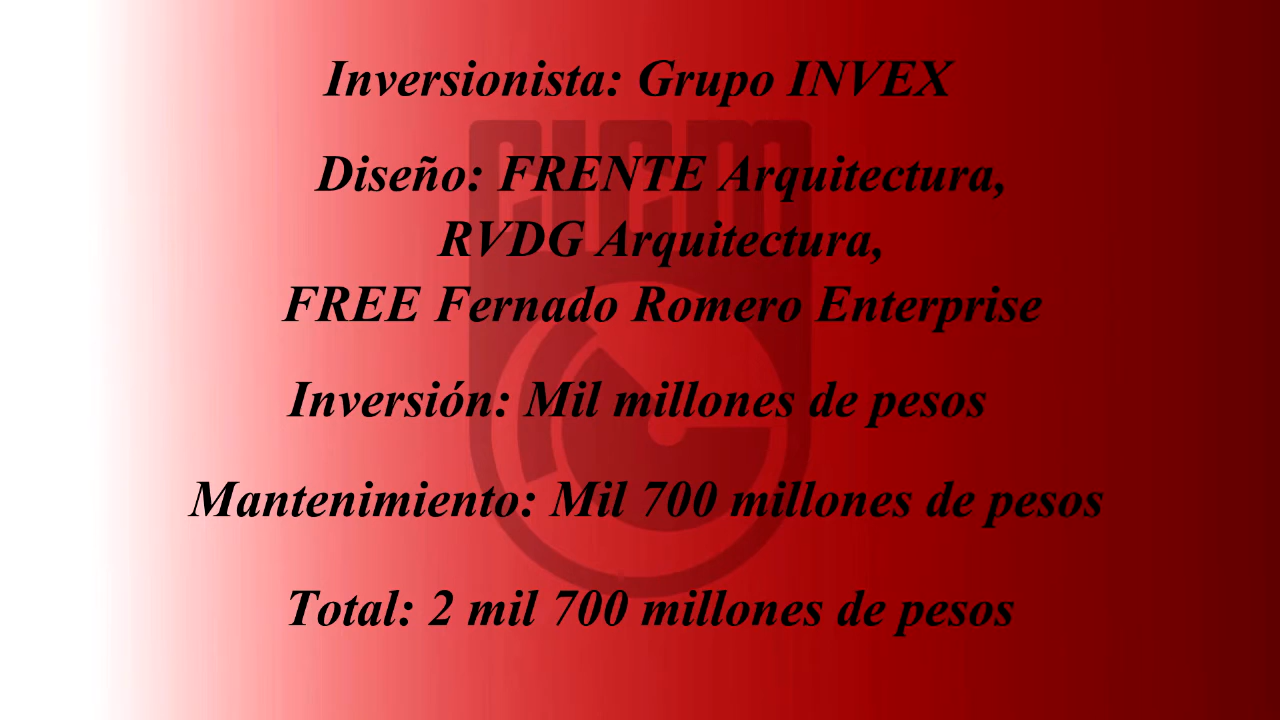 Inversionista: Grupo INVEX
CICM
Diseño: FRENTE Arquitectura,
RVDG Arquitectura,
FREE Fernado Romero Enterprise
Inversión: Mil millones de pesos
Mantenimiento: Mil 700 millones de pesos
Total: 2 mil 700 millones de pesos